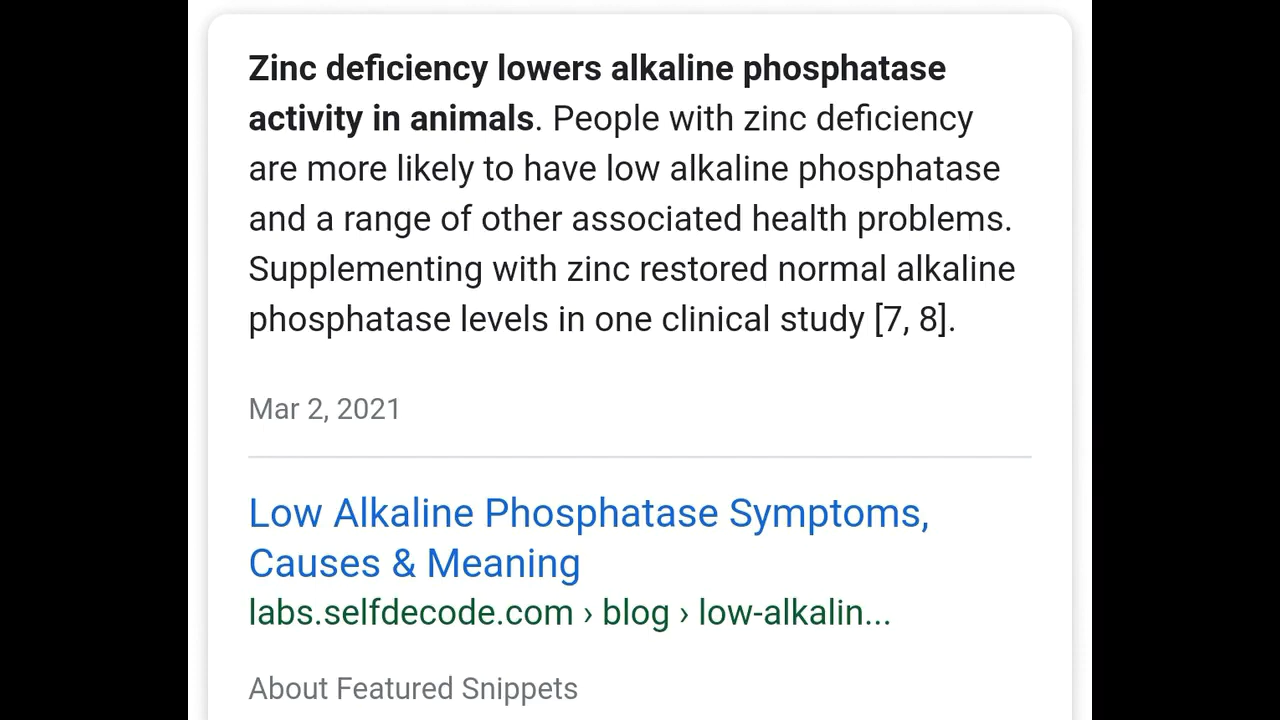 Zinc deficiency lowers alkaline phosphatase
activity in animals. People with zinc deficiency
are more likely to have low alkaline phosphatase
and a range of other associated health problems.
Supplementing with zinc restored normal alkaline
phosphatase levels in one clinical study [7, 8].
Mar 2, 2021
Low Alkaline Phosphatase Symptoms,
Causes & Meaning
labs.selfdecode.com › blog › low-alkalin...
About Featured Snippets